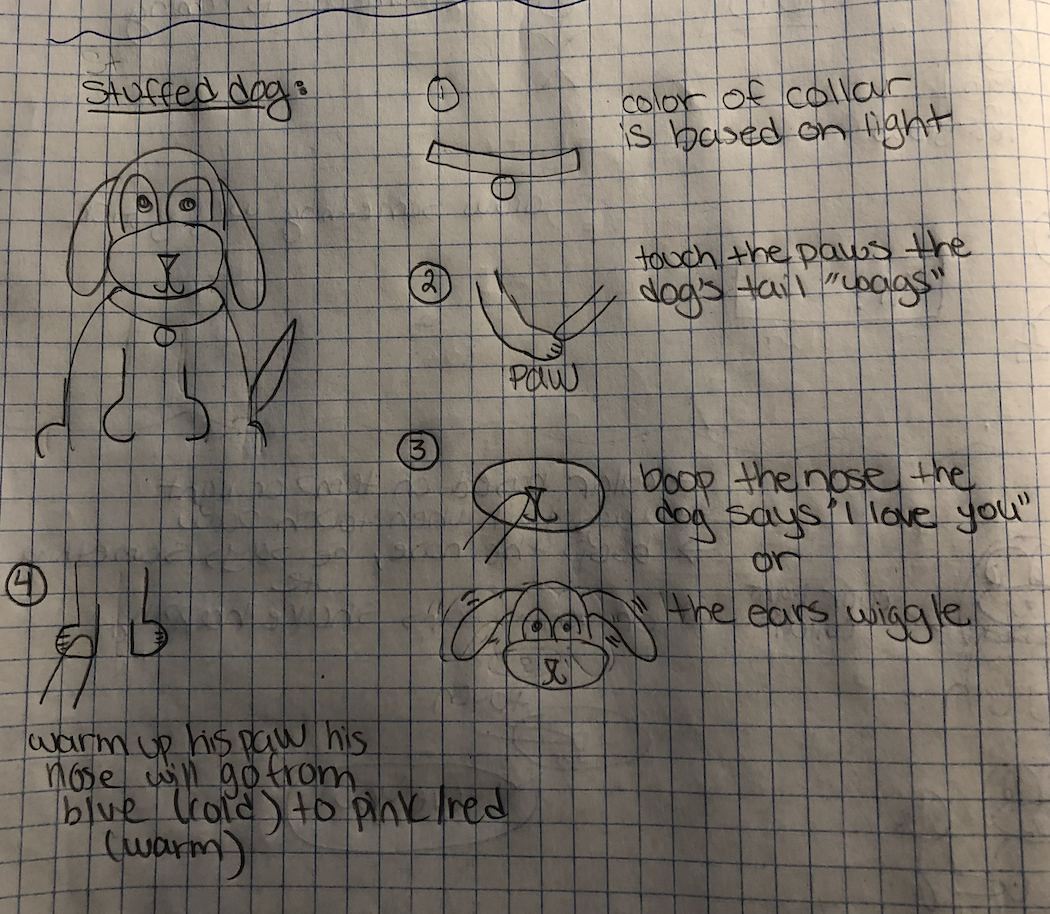 stuffed dog:
①
color of collar
is based on light
②
touch the paws the
dog's tail "wags"
paw
③
boop the nose the
dog says "I love you"
or
the ears wiggle
④
warm up his paw his
nose will go from
blue (cold) to pink/red
(warm)